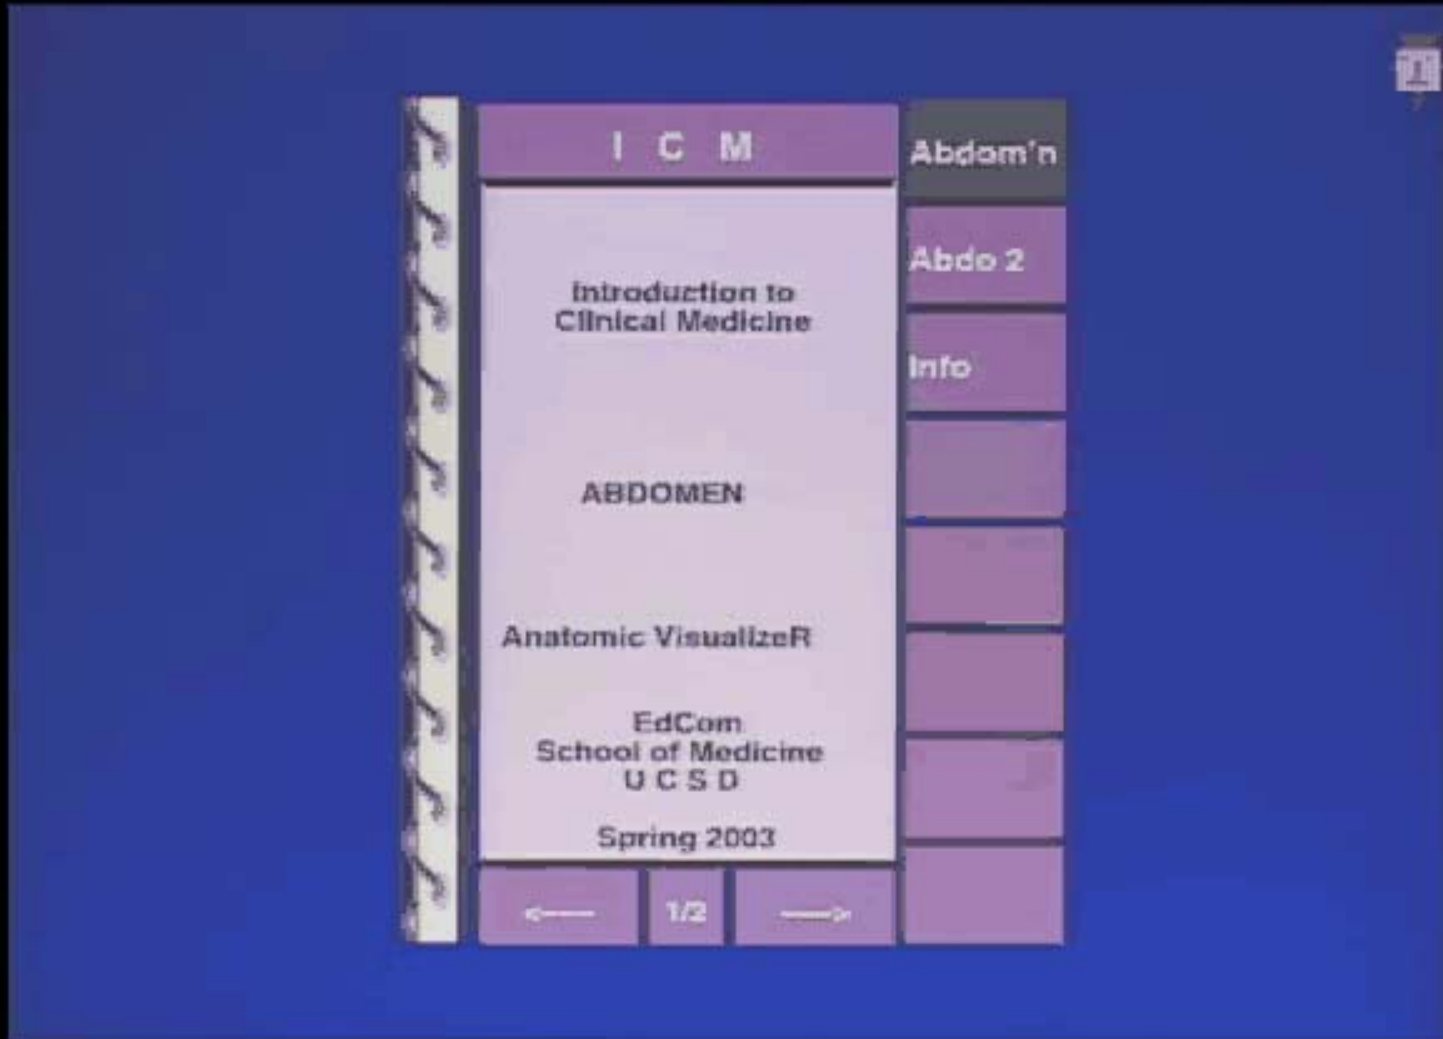 I C M
Introduction to
Clinical Medicine
ABDOMEN
Anatomic VisualizeR
EdCom
School of Medicine
U C S D
Spring 2003
1/2
Abdom'n
Abdo 2
Info